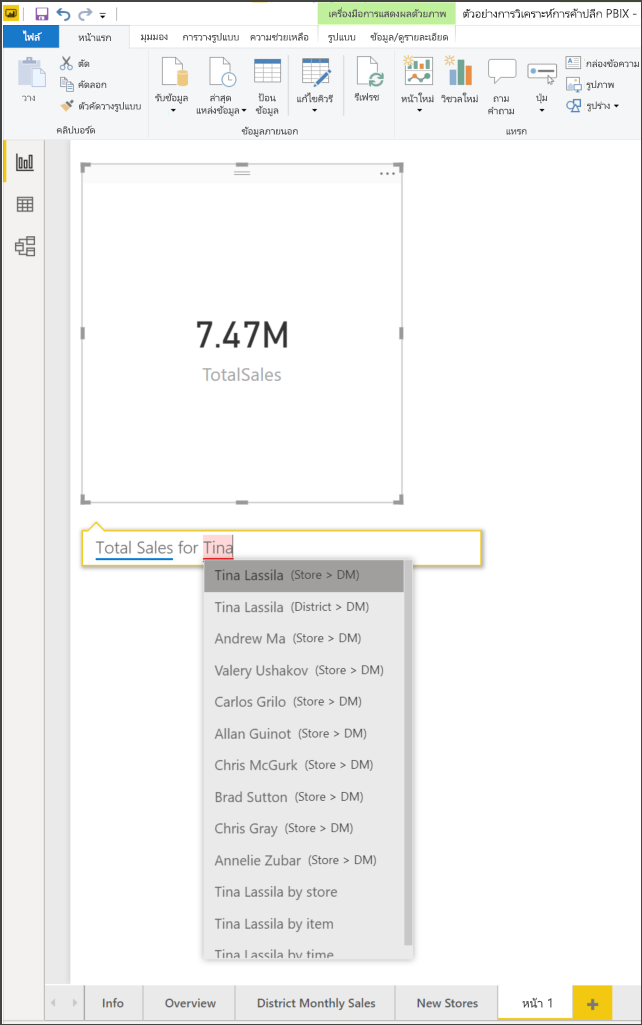 เครื่องมือการแสดงผลด้วยภาพ ตัวอย่างการวิเคราะห์การค้าปลีก PBIX -
ไฟล์ หน้าแรก มุมมอง การวางรูปแบบ ความช่วยเหลือ รูปแบบ ข้อมูล/ดูรายละเอียด
วาง
ตัด
คัดลอก
ตัวคัดวางรูปแบบ
คลิปบอร์ด
รับข้อมูล
ล่าสุด
แหล่งข้อมูล
ป้อน
ข้อมูล
แก้ไขคิวรี
รีเฟรช
ข้อมูลภายนอก
หน้าใหม่
วิชวลใหม่
ถาม
คำถาม
ปุ่ม
กล่องข้อความ
รูปภาพ
รูปร่าง
แทรก
7.47M
TotalSales
Total Sales for Tina
Tina Lassila (Store > DM)
Tina Lassila (District > DM)
Andrew Ma (Store > DM)
Valery Ushakov (Store > DM)
Carlos Grilo (Store > DM)
Allan Guinot (Store > DM)
Chris McGurk (Store > DM)
Brad Sutton (Store > DM)
Chris Gray (Store > DM)
Annelie Zubar (Store > DM)
Tina Lassila by store
Tina Lassila by item
Tina Lassila by time
Info Overview District Monthly Sales New Stores หน้า 1